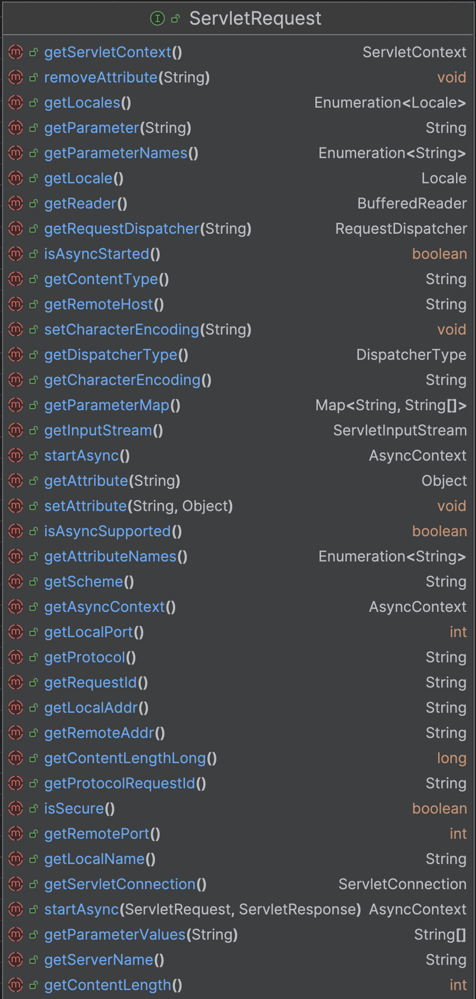 ServletRequest
getServletContext() ServletContext
removeAttribute(String) void
getLocales() Enumeration<Locale>
getParameter(String) String
getParameterNames() Enumeration<String>
getLocale() Locale
getReader() BufferedReader
getRequestDispatcher(String) RequestDispatcher
isAsyncStarted() boolean
getContentType() String
getRemoteHost() String
setCharacterEncoding(String) void
getDispatcherType() DispatcherType
getCharacterEncoding() String
getParameterMap() Map<String, String[]>
getInputStream() ServletInputStream
startAsync() AsyncContext
getAttribute(String) Object
setAttribute(String, Object) void
isAsyncSupported() boolean
getAttributeNames() Enumeration<String>
getScheme() String
getAsyncContext() AsyncContext
getLocalPort() int
getProtocol() String
getRequestId() String
getLocalAddr() String
getRemoteAddr() String
getContentLengthLong() long
getProtocolRequestId() String
isSecure() boolean
getRemotePort() int
getLocalName() String
getServletConnection() ServletConnection
startAsync(ServletRequest, ServletResponse) AsyncContext
getParameterValues(String) String[]
getServerName() String
getContentLength() int